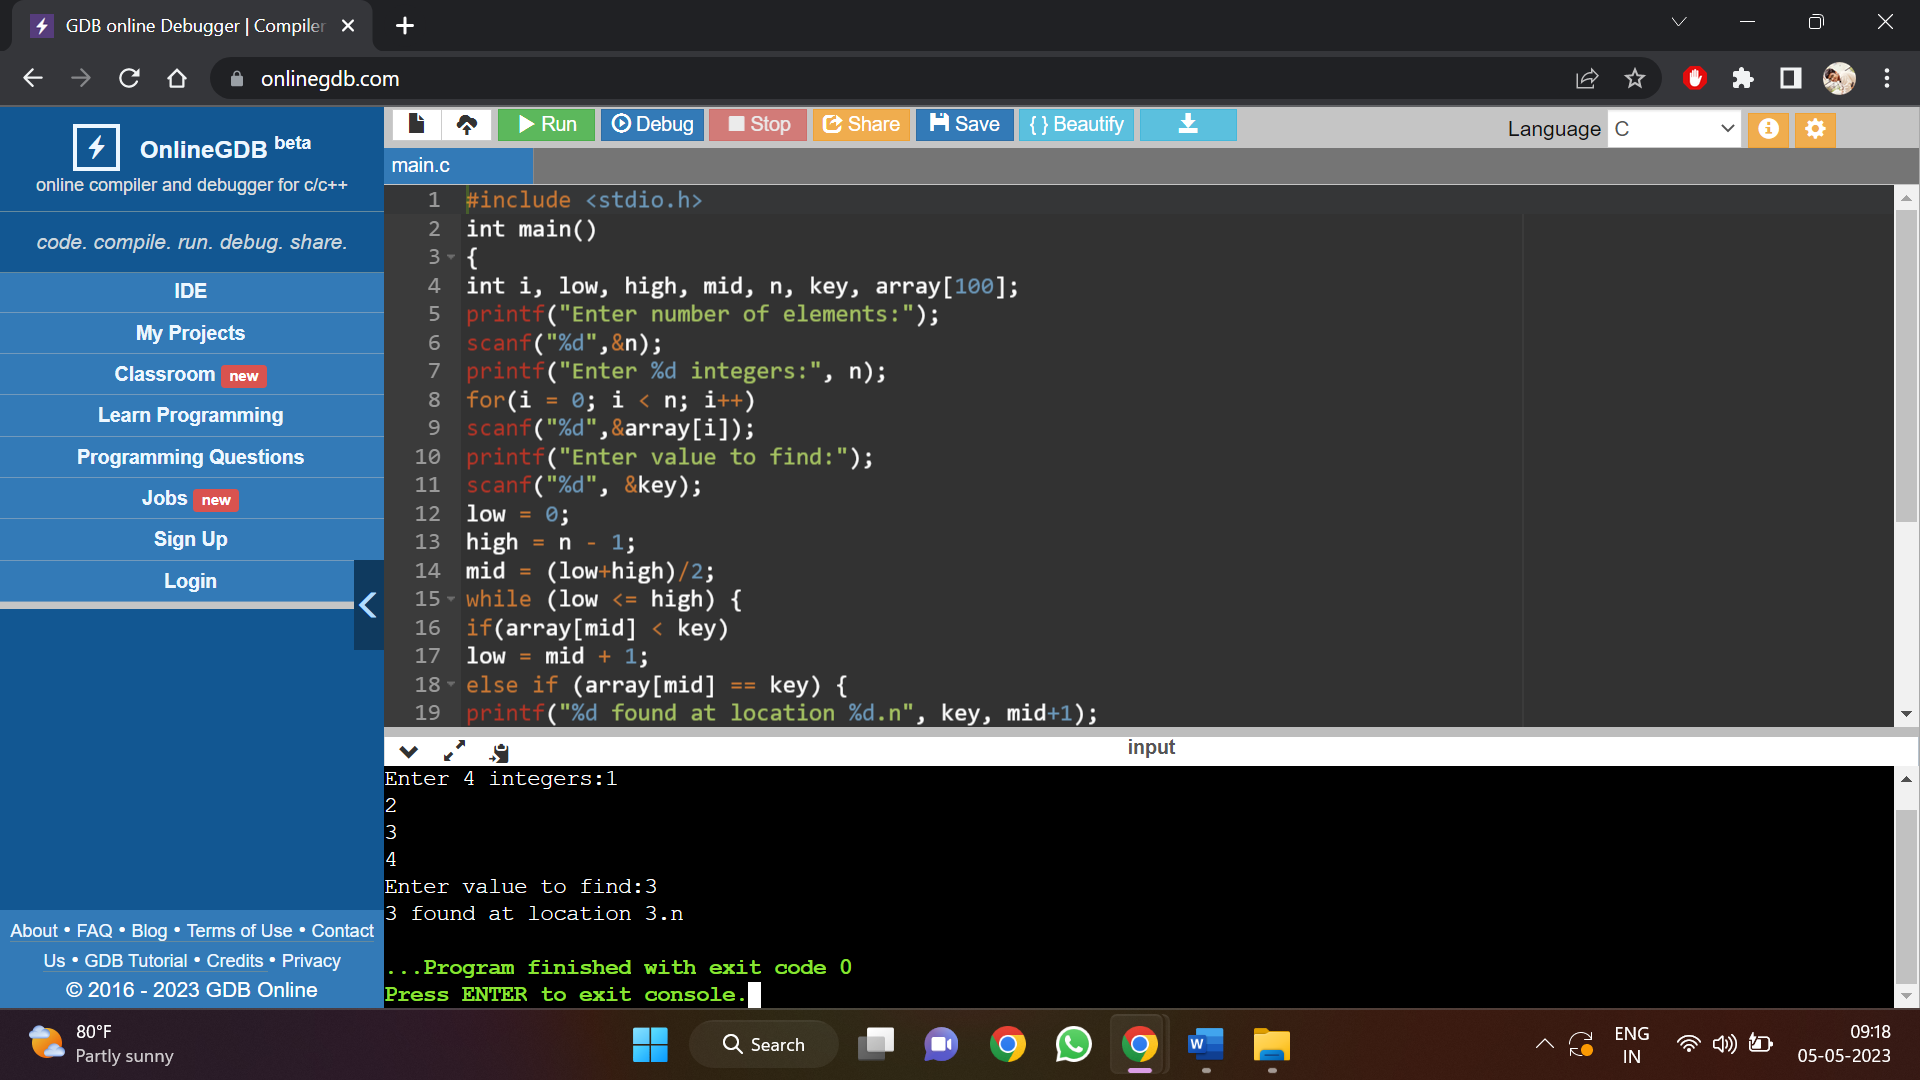 GDB online Debugger | Compiler
onlinegdb.com
OnlineGDB beta
online compiler and debugger for c/c++
code. compile. run. debug. share.
IDE
My Projects
Classroom new
Learn Programming
Programming Questions
Jobs new
Sign Up
Login
About • FAQ • Blog • Terms of Use • Contact
Us • GDB Tutorial • Credits • Privacy
© 2016 - 2023 GDB Online
Run Debug Stop Share Save {} Beautify
Language C
main.c
1 #include <stdio.h>
2 int main()
3 {
4 int i, low, high, mid, n, key, array[100];
5 printf("Enter number of elements:");
6 scanf("%d",&n);
7 printf("Enter %d integers:", n);
8 for(i = 0; i < n; i++)
9 scanf("%d",&array[i]);
10 printf("Enter value to find:");
11 scanf("%d", &key);
12 low = 0;
13 high = n - 1;
14 mid = (low+high)/2;
15 while (low <= high) {
16 if(array[mid] < key)
17 low = mid + 1;
18 else if (array[mid] == key) {
19 printf("%d found at location %d.n", key, mid+1);
input
Enter 4 integers:1
2
3
4
Enter value to find:3
3 found at location 3.n
...Program finished with exit code 0
Press ENTER to exit console.
80°F
Partly sunny
Search
W
ENG
IN
09:18
05-05-2023